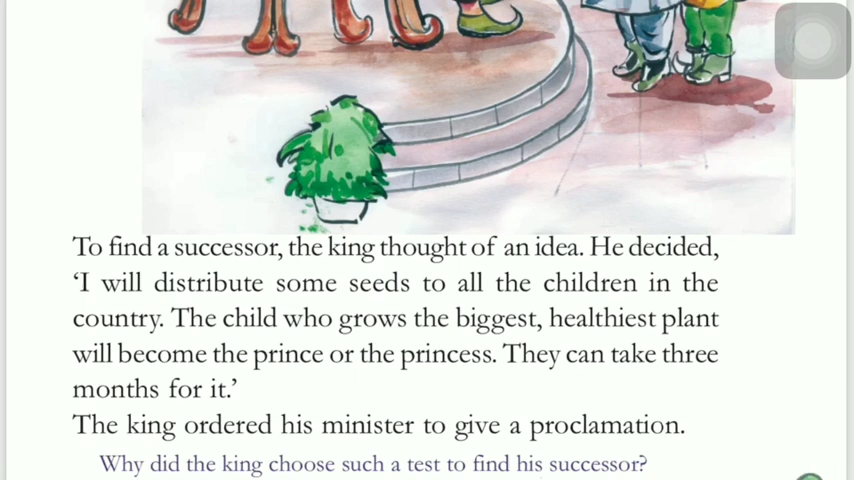 To find a successor, the king thought of an idea. He decided,
‘I will distribute some seeds to all the children in the
country. The child who grows the biggest, healthiest plant
will become the prince or the princess. They can take three
months for it.’
The king ordered his minister to give a proclamation.
Why did the king choose such a test to find his successor?